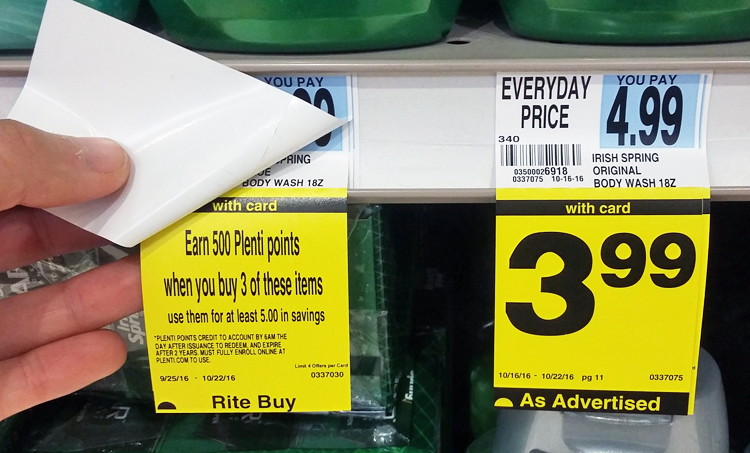 YOU PAY
99
SPRING
BODY WASH 18Z
with card
Earn 500 Plenti points
when you buy 3 of these items
use them for at least 5.00 in savings
*PLENTI POINTS CREDIT TO ACCOUNT BY 6AM THE
DAY AFTER ISSUANCE TO REDEEM, AND EXPIRE
AFTER 2 YEARS. MUST FULLY ENROLL ONLINE AT
PLENTI.COM TO USE.
Limit 4 Offers per Card
9/25/16 - 10/22/16 0337030
Rite Buy
EVERYDAY
PRICE
YOU PAY
4.99
340
03500026918
0337075 10-16-16
IRISH SPRING
ORIGINAL
BODY WASH 18Z
with card
3 99
10/16/16 - 10/22/16 pg 11 0337075
As Advertised